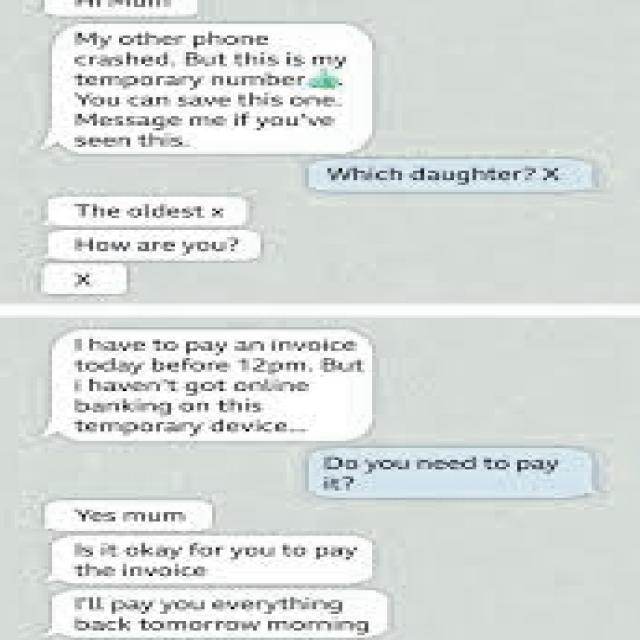 Hi Mum
My other phone
crashed. But this is my
temporary number👍.
You can save this one.
Message me if you've
seen this.
Which daughter? X
The oldest x
How are you?
X
I have to pay an invoice
today before 12pm. But
i haven't got online
banking on this
temporary device...
Do you need to pay
it?
Yes mum
Is it okay for you to pay
the invoice
I'll pay you everything
back tomorrow morning